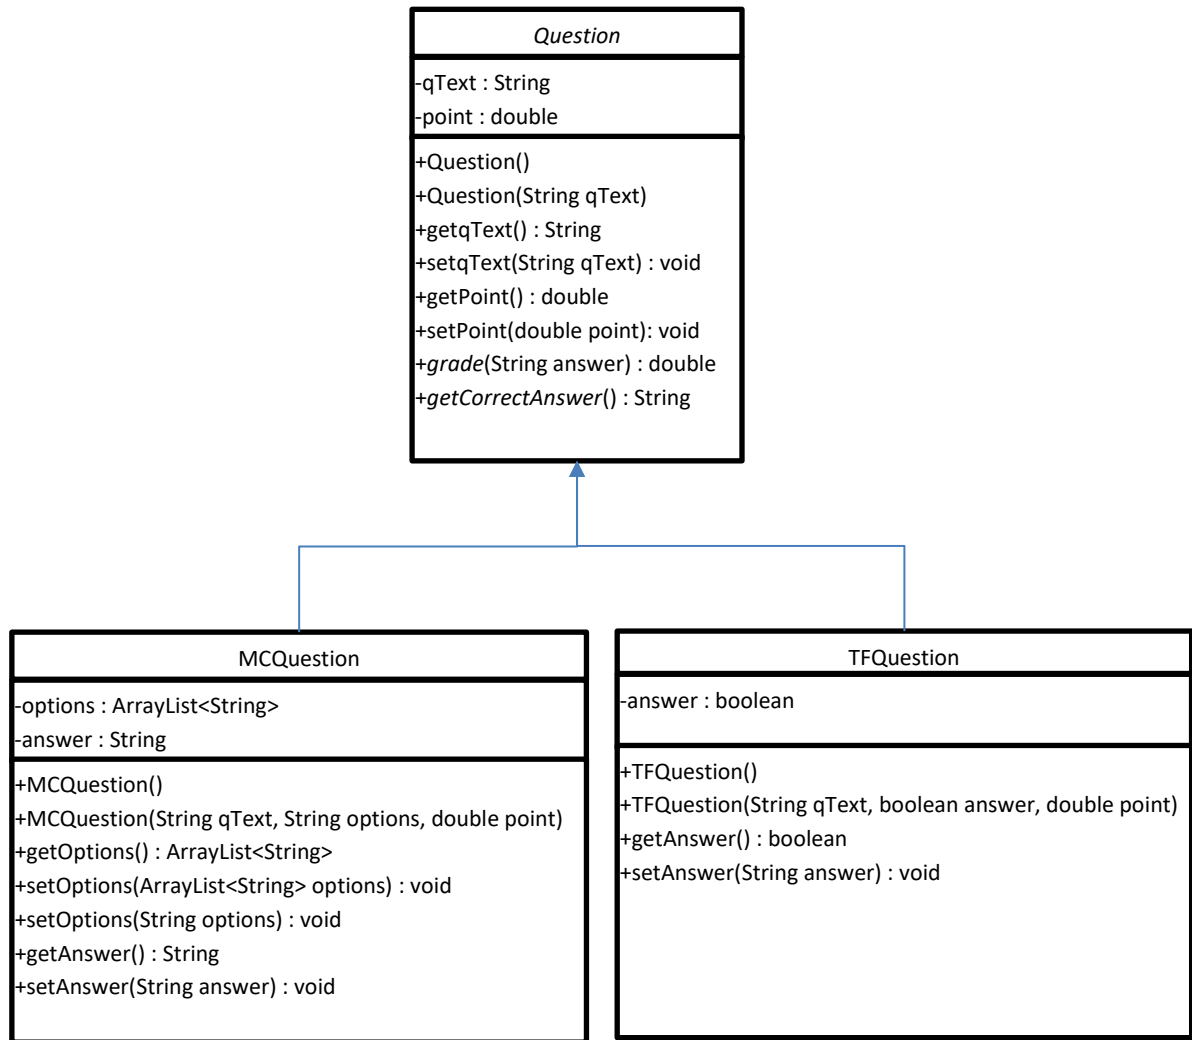 Question
-qText : String
-point : double
+Question()
+Question(String qText)
+getqText() : String
+setqText(String qText) : void
+getPoint() : double
+setPoint(double point): void
+grade(String answer) : double
+getCorrectAnswer() : String
MCQuestion
-options : ArrayList<String>
-answer : String
+MCQuestion()
+MCQuestion(String qText, String options, double point)
+getOptions() : ArrayList<String>
+setOptions(ArrayList<String> options) : void
+setOptions(String options) : void
+getAnswer() : String
+setAnswer(String answer) : void
TFQuestion
-answer : boolean
+TFQuestion()
+TFQuestion(String qText, boolean answer, double point)
+getAnswer() : boolean
+setAnswer(String answer) : void